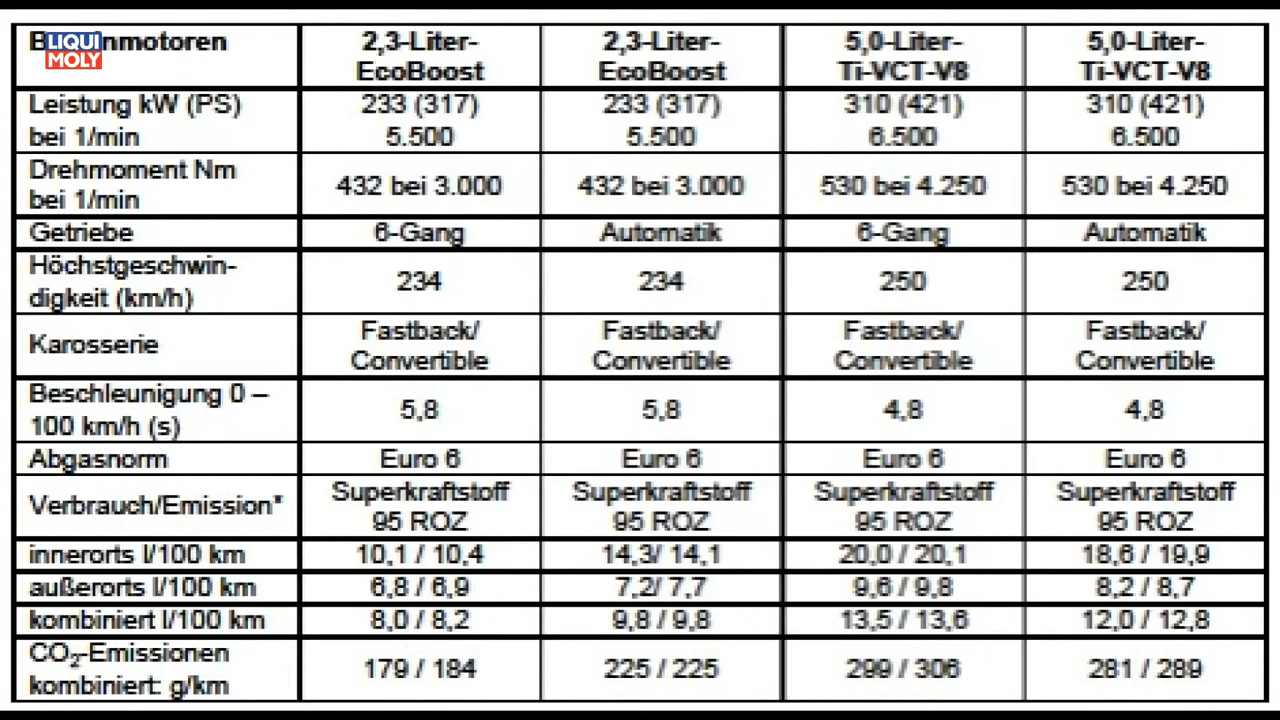 LIQUI
MOLY
2,3-Liter- 2,3-Liter- 5,0-Liter- 5,0-Liter-
EcoBoost EcoBoost Ti-VCT-V8 Ti-VCT-V8
Leistung kW (PS) 233 (317) 233 (317) 310 (421) 310 (421)
bei 1/min 5.500 5.500 6.500 6.500
Drehmoment Nm
bei 1/min 432 bei 3.000 432 bei 3.000 530 bei 4.250 530 bei 4.250
Getriebe 6-Gang Automatik 6-Gang Automatik
Höchstgeschwin-
digkeit (km/h) 234 234 250 250
Karosserie Fastback/ Fastback/ Fastback/ Fastback/
Convertible Convertible Convertible Convertible
Beschleunigung 0 –
100 km/h (s) 5,8 5,8 4,8 4,8
Abgasnorm Euro 6 Euro 6 Euro 6 Euro 6
Verbrauch/Emission* Superkraftstoff Superkraftstoff Superkraftstoff Superkraftstoff
95 ROZ 95 ROZ 95 ROZ 95 ROZ
innerorts l/100 km 10,1 / 10,4 14,3/ 14,1 20,0 / 20,1 18,6 / 19,9
außerorts l/100 km 6,8 / 6,9 7,2/ 7,7 9,6 / 9,8 8,2 / 8,7
kombiniert l/100 km 8,0 / 8,2 9,8 / 9,8 13,5 / 13,6 12,0 / 12,8
CO₂-Emissionen
kombiniert: g/km 179 / 184 225 / 225 299 / 306 281 / 289